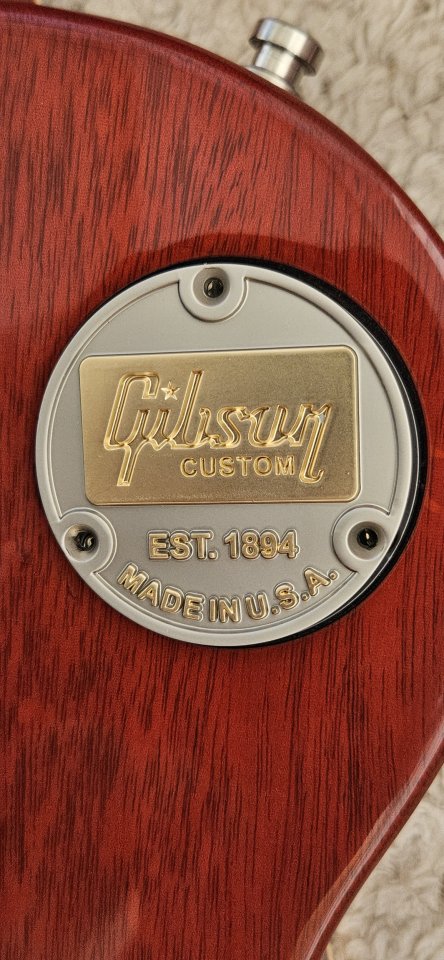 Gibson
CUSTOM
EST. 1894
MADE IN U.S.A.